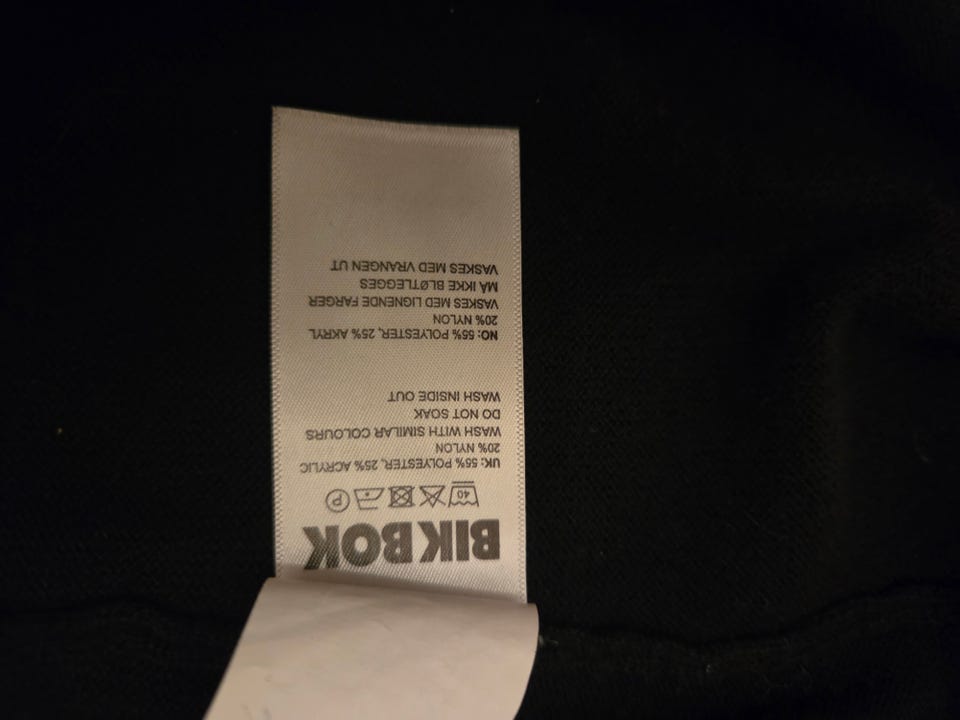 BIK BOK
40 P
UK: 55% POLYESTER, 25% ACRYLIC
20% NYLON
WASH WITH SIMILAR COLOURS
DO NOT SOAK
WASH INSIDE OUT
NO: 55% POLYESTER, 25% AKRYL
20% NYLON
VASKES MED LIGNENDE FARGER
MÅ IKKE BLØTLEGGES
VASKES MED VRANGEN UT